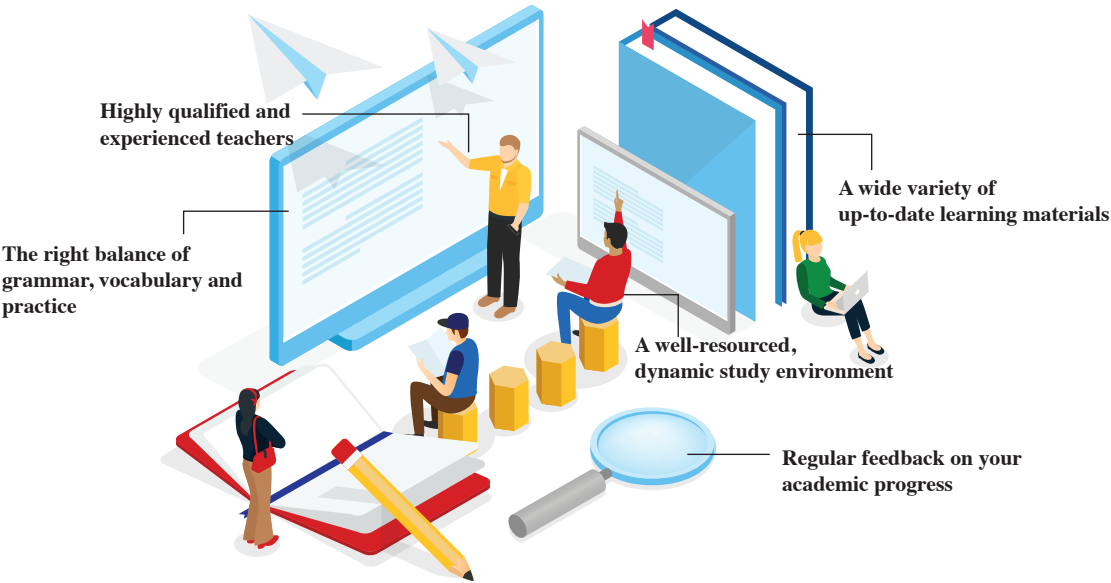 Highly qualified and
experienced teachers
The right balance of
grammar, vocabulary and
practice
A wide variety of
up-to-date learning materials
A well-resourced,
dynamic study environment
Regular feedback on your
academic progress